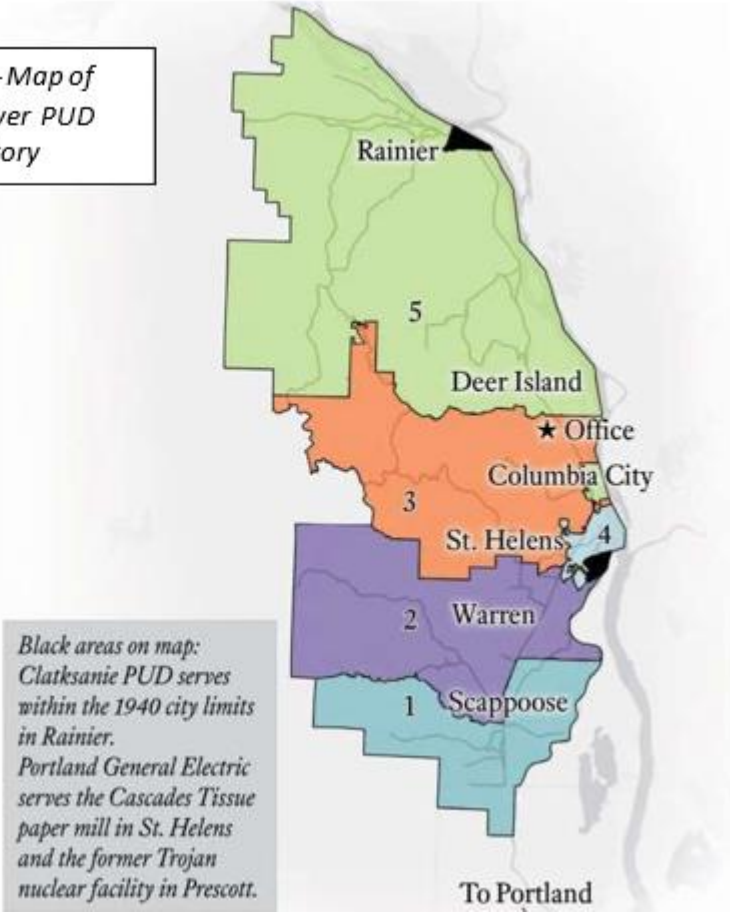 -Map of
ver PUD
ory
Rainier
5
Deer Island
★ Office
Columbia City
3
St. Helens
4
2
Warren
1
Scappoose
Black areas on map:
Clatksanie PUD serves
within the 1940 city limits
in Rainier.
Portland General Electric
serves the Cascades Tissue
paper mill in St. Helens
and the former Trojan
nuclear facility in Prescott.
To Portland